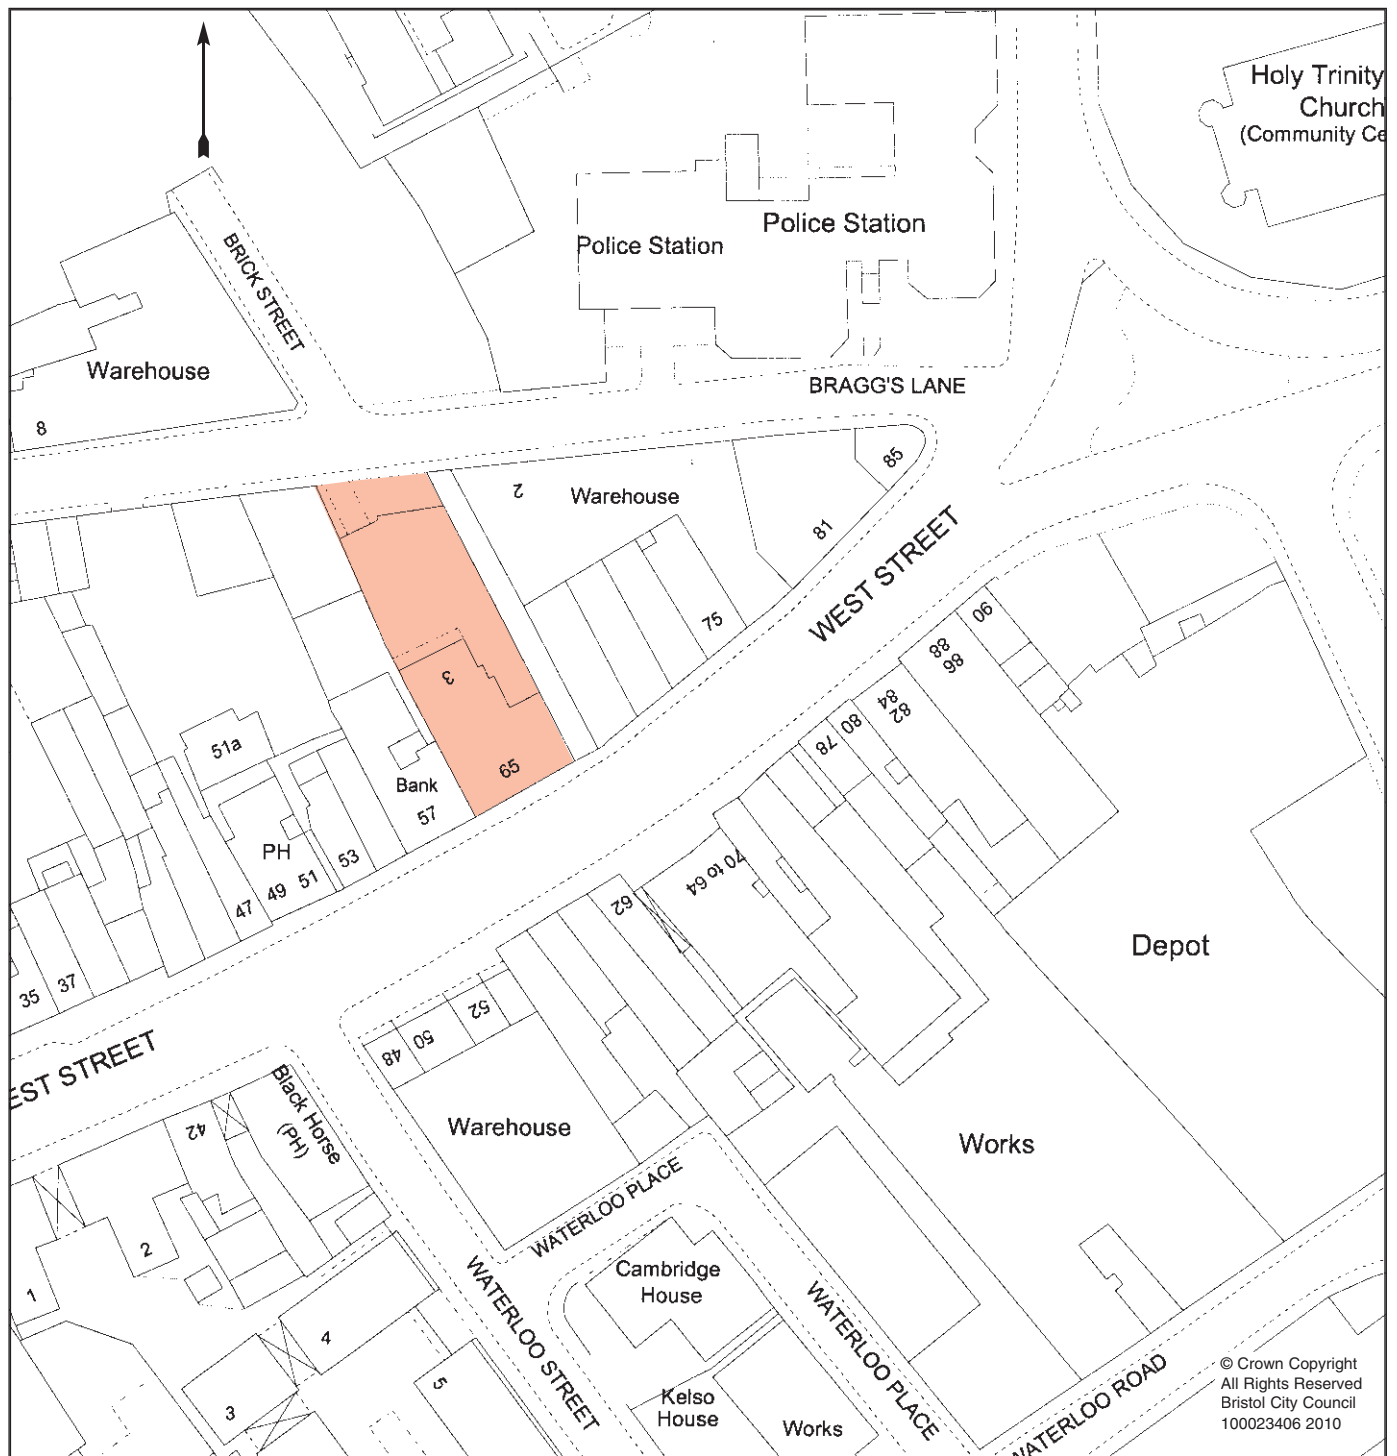 Holy Trinity
Church
(Community Ce
Police Station
Police Station
BRICK STREET
Warehouse
8
BRAGG'S LANE
2
Warehouse
85
81
WEST STREET
75
90
88
86
84
82
80
78
3
65
51a
Bank
57
PH
53
51
49
47
37
35
70 to 64
62
Depot
52
50
48
EST STREET
Black Horse
(PH)
42
Warehouse
Works
WATERLOO PLACE
2
1
Cambridge
House
WATERLOO STREET
WATERLOO PLACE
4
3
5
Kelso
House
Works
WATERLOO ROAD
© Crown Copyright
All Rights Reserved
Bristol City Council
100023406 2010